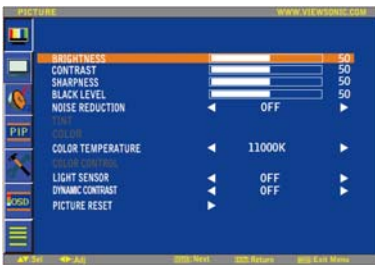 PICTURE WWW.VIEWSONIC.COM
BRIGHTNESS 50
CONTRAST 50
SHARPNESS 50
BLACK LEVEL 50
NOISE REDUCTION OFF
TINT
COLOR
COLOR TEMPERATURE 11000K
COLOR CONTROL
LIGHT SENSOR OFF
DYNAMIC CONTRAST OFF
PICTURE RESET
PIP
OSD
Sel Adj Next Return Exit Menu